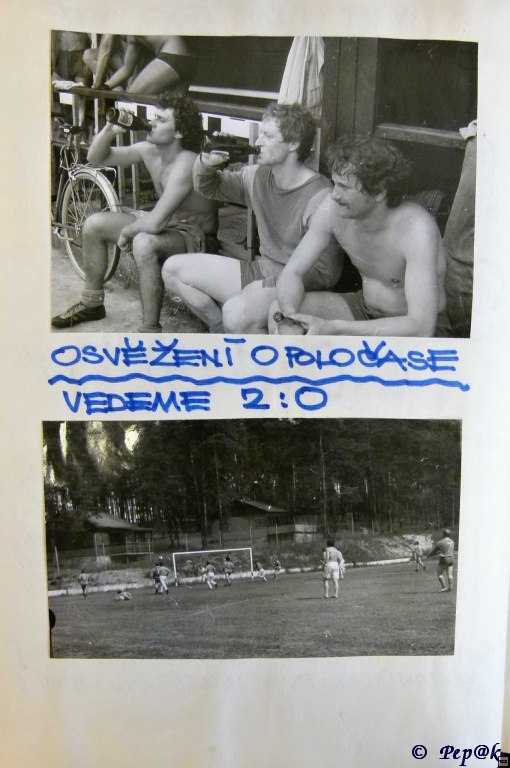 OSVĚŽENÍ O POLOČASE
VEDEME 2:0
© Pep@k